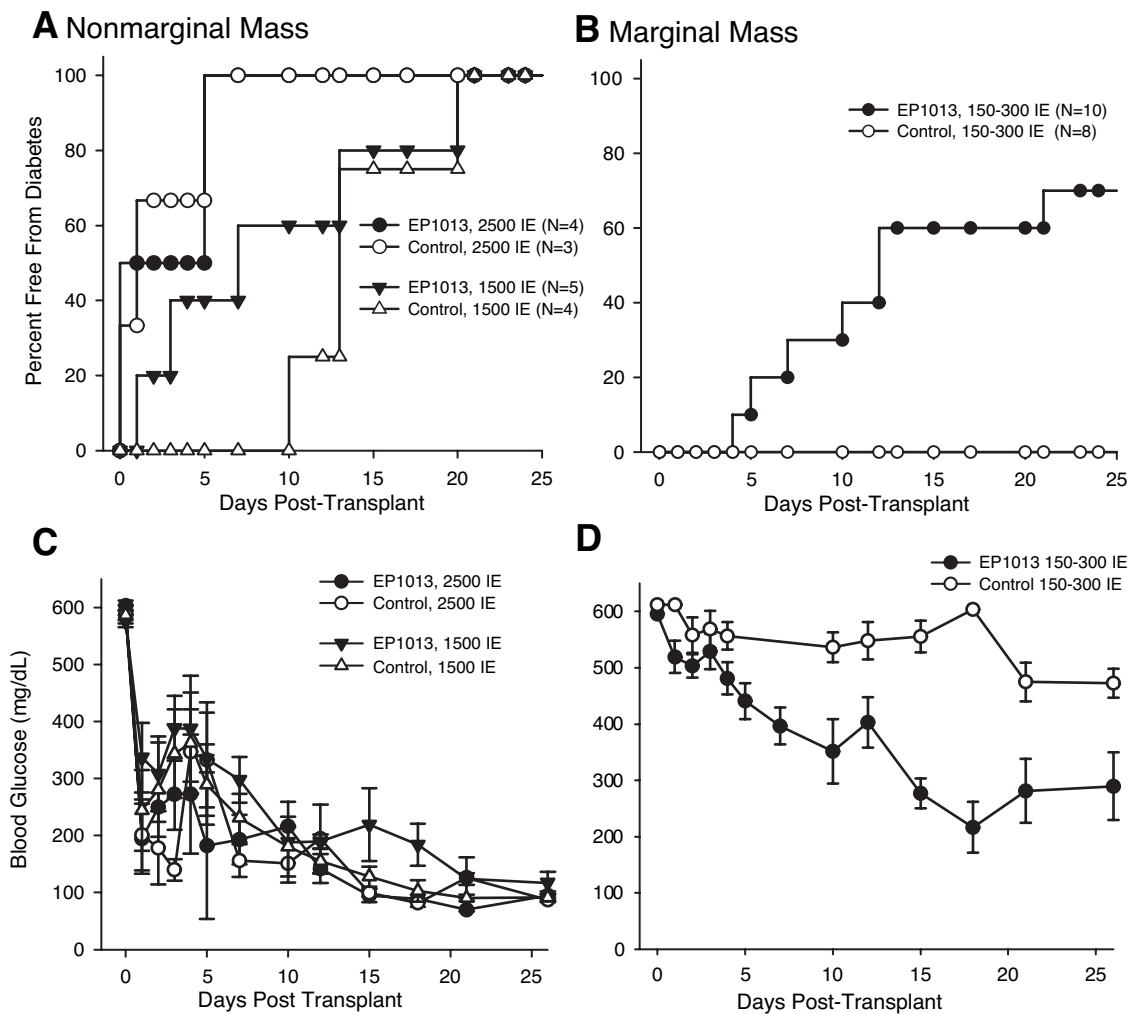 A Nonmarginal Mass
Percent Free From Diabetes
100
80
60
40
20
0
EP1013, 2500 IE (N=4)
Control, 2500 IE (N=3)
EP1013, 1500 IE (N=5)
Control, 1500 IE (N=4)
0 5 10 15 20 25
Days Post-Transplant
B Marginal Mass
100
80
60
40
20
0
EP1013, 150-300 IE (N=10)
Control, 150-300 IE (N=8)
0 5 10 15 20 25
Days Post-Transplant
C
Blood Glucose (mg/dL)
600
500
400
300
200
100
0
EP1013, 2500 IE
Control, 2500 IE
EP1013, 1500 IE
Control, 1500 IE
0 5 10 15 20 25
Days Post Transplant
D
600
500
400
300
200
100
0
EP1013 150-300 IE
Control 150-300 IE
0 5 10 15 20 25
Days Post-Transplant